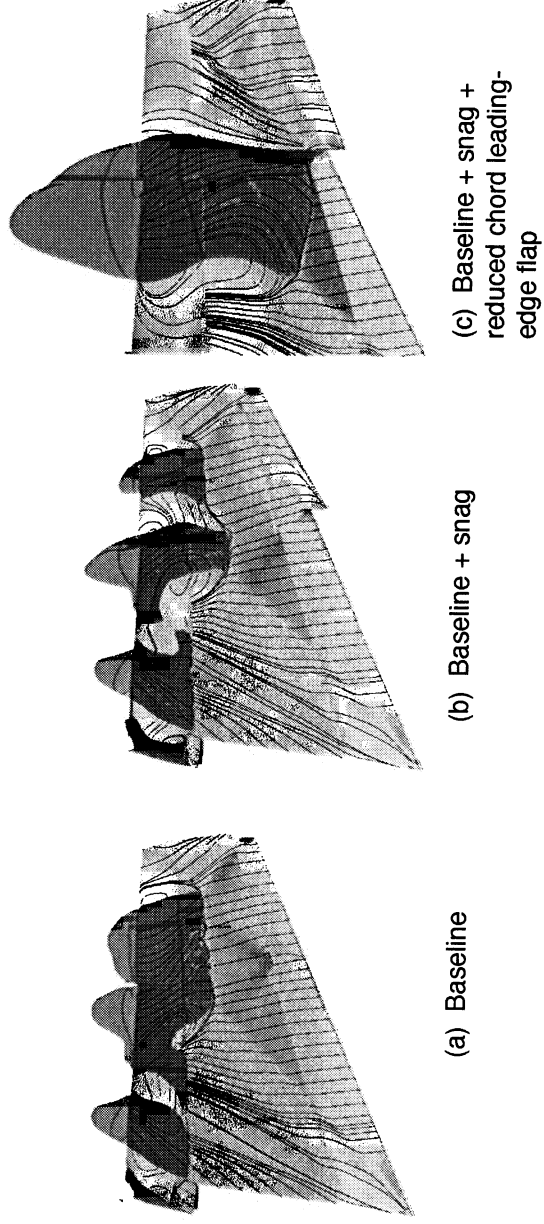 (a) Baseline
(b) Baseline + snag
(c) Baseline + snag +
reduced chord leading-
edge flap